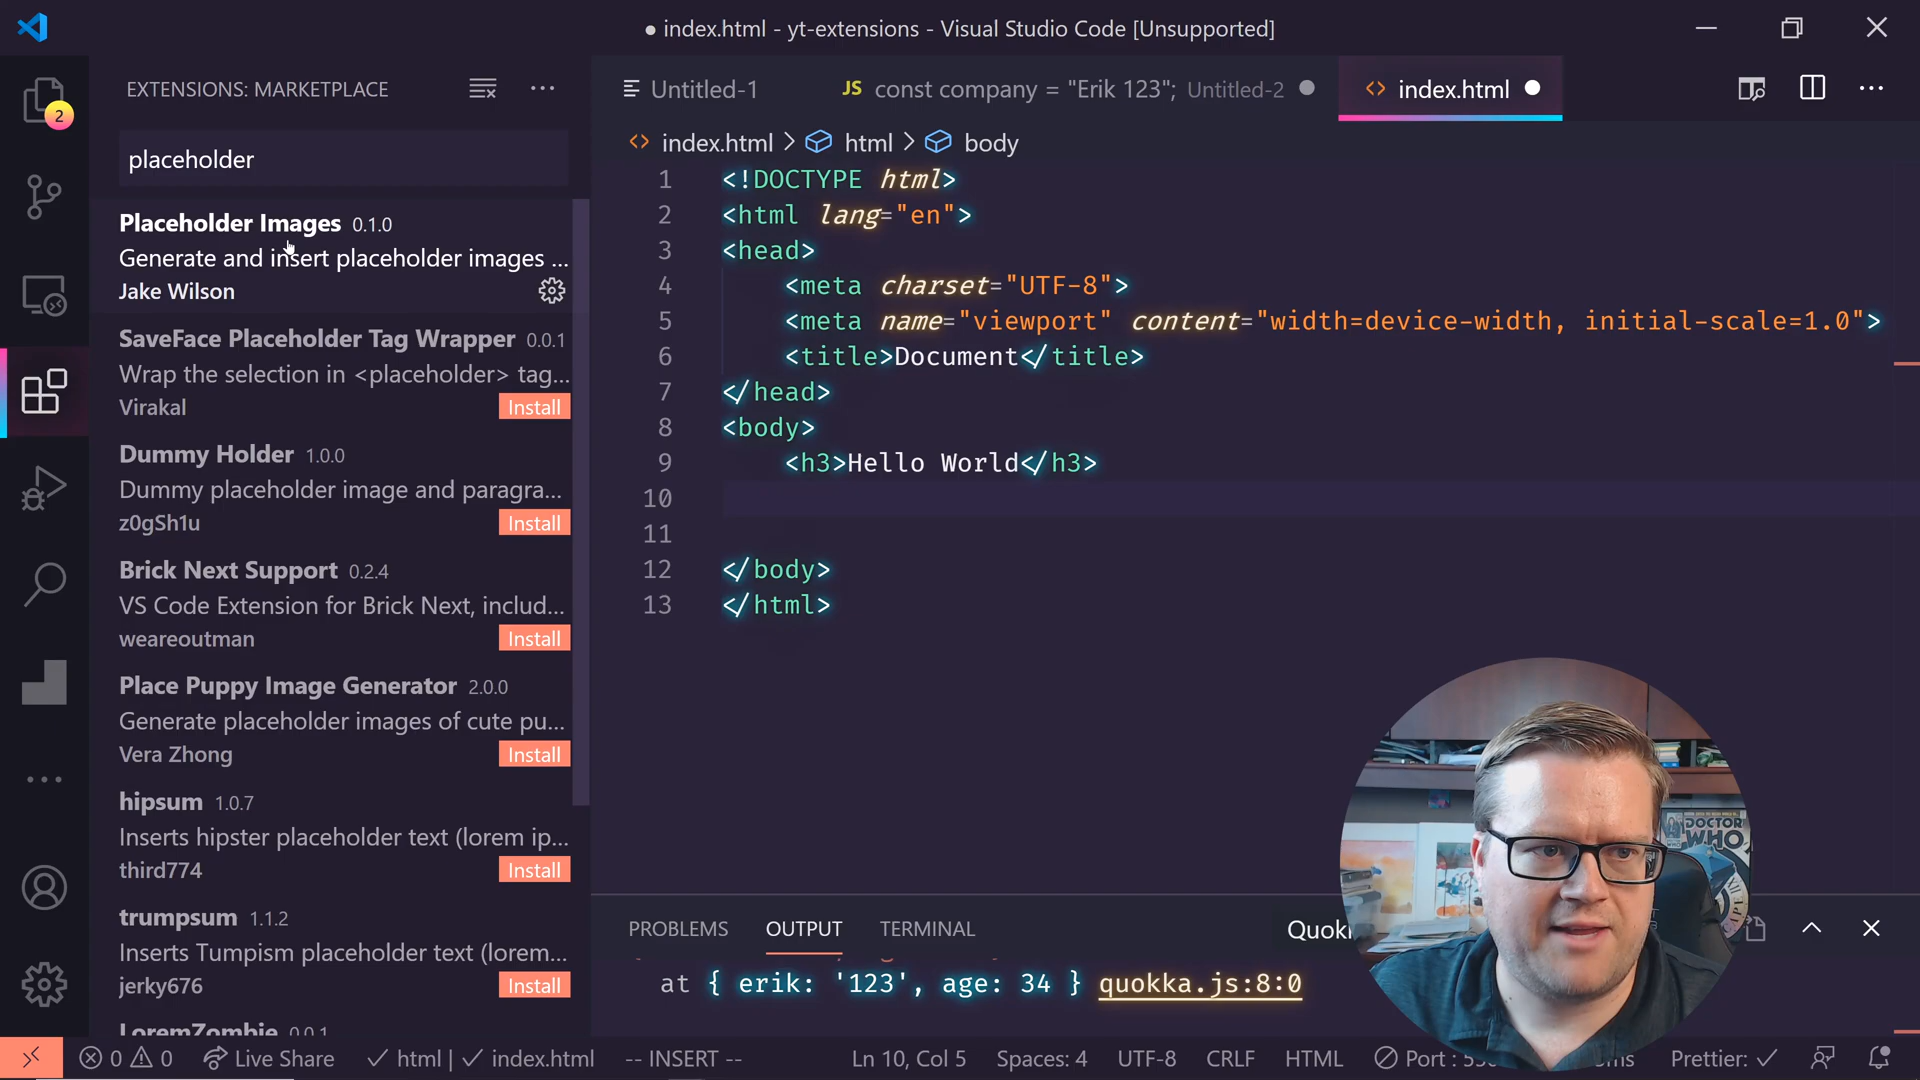 ● index.html - yt-extensions - Visual Studio Code [Unsupported]
EXTENSIONS: MARKETPLACE
placeholder
Placeholder Images 0.1.0
Generate and insert placeholder images ...
Jake Wilson
SaveFace Placeholder Tag Wrapper 0.0.1
Wrap the selection in <placeholder> tag...
Virakal
Install
Dummy Holder 1.0.0
Dummy placeholder image and paragra...
z0gSh1u
Install
Brick Next Support 0.2.4
VS Code Extension for Brick Next, includ...
weareoutman
Install
Place Puppy Image Generator 2.0.0
Generate placeholder images of cute pu...
Vera Zhong
Install
hipsum 1.0.7
Inserts hipster placeholder text (lorem ip...
third774
Install
trumpsum 1.1.2
Inserts Tumpism placeholder text (lorem...
jerky676
Install
LoremZombie 0.0.1
2
Untitled-1
JS const company = "Erik 123"; Untitled-2
index.html
index.html > html > body
1 <!DOCTYPE html>
2 <html lang="en">
3 <head>
4 <meta charset="UTF-8">
5 <meta name="viewport" content="width=device-width, initial-scale=1.0">
6 <title>Document</title>
7 </head>
8 <body>
9 <h3>Hello World</h3>
10
11
12 </body>
13 </html>
DOCTOR
WHO
PROBLEMS OUTPUT TERMINAL
at { erik: '123', age: 34 } quokka.js:8:0
0 0 Live Share ✓ html | ✓ index.html -- INSERT -- Ln 10, Col 5 Spaces: 4 UTF-8 CRLF HTML Port : Prettier: ✓